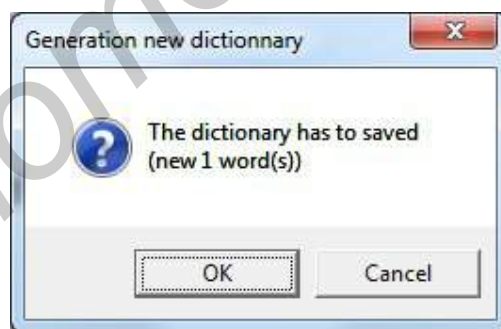 Generation new dictionnary
The dictionary has to saved
(new 1 word(s))
OK
Cancel